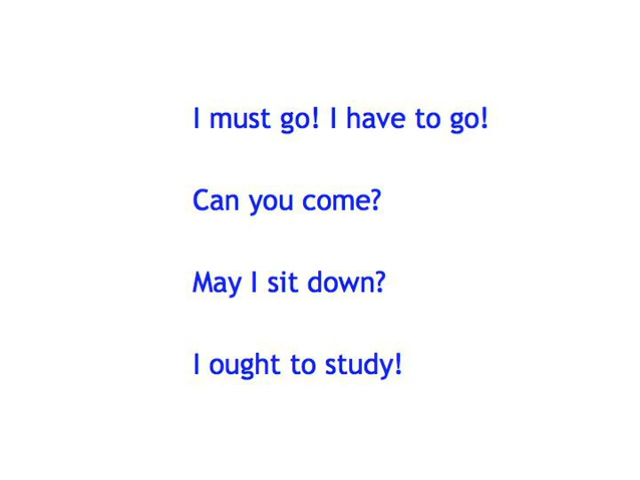 I must go! I have to go!
Can you come?
May I sit down?
I ought to study!